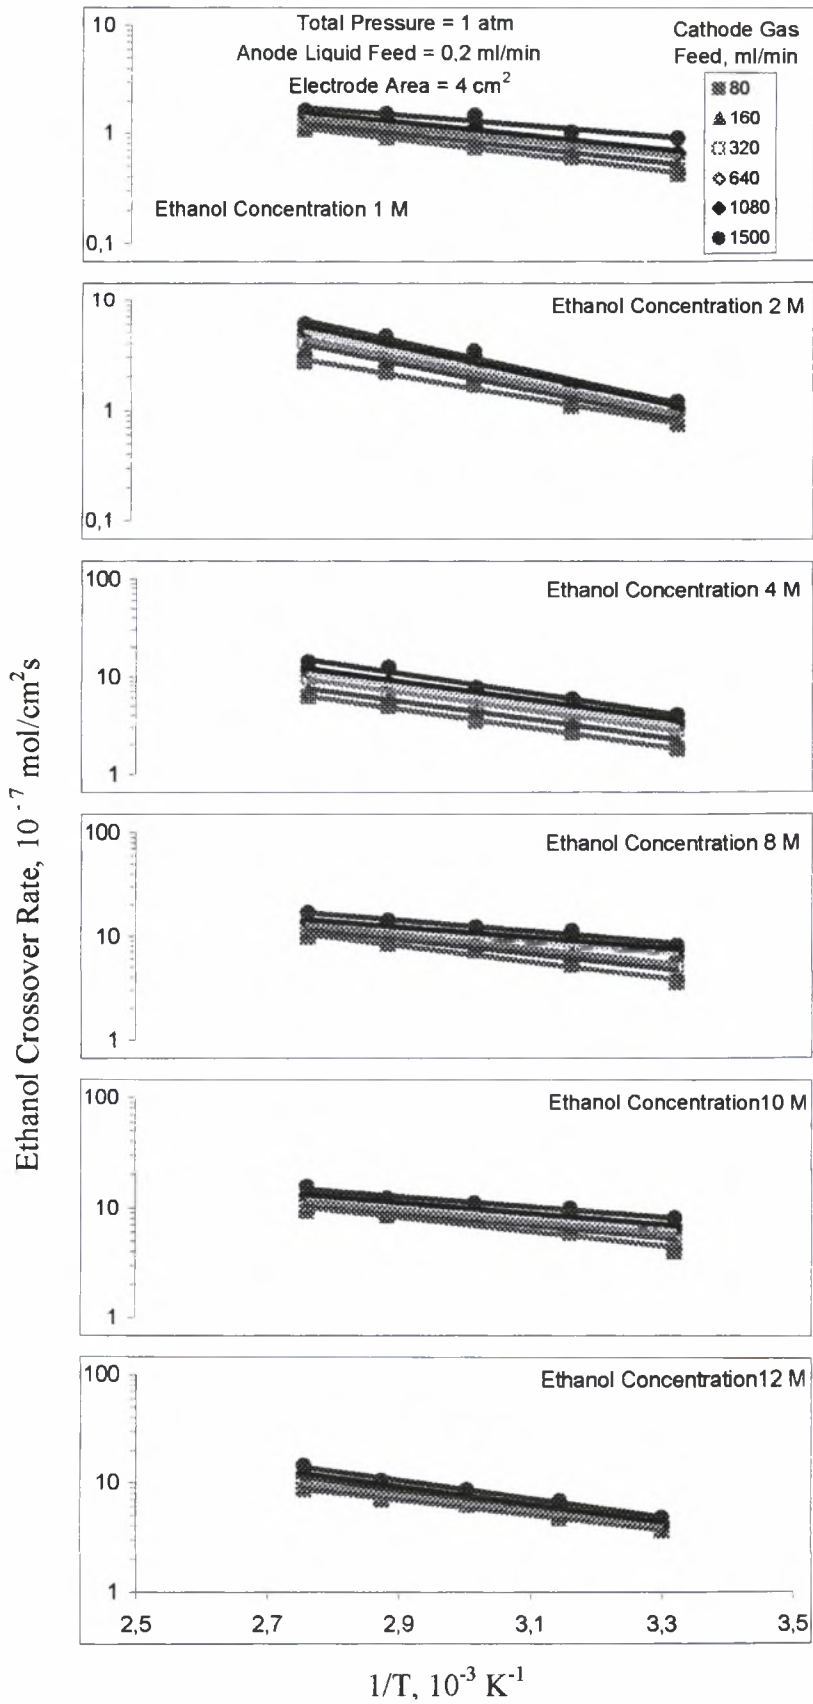 Total Pressure = 1 atm
Anode Liquid Feed = 0,2 ml/min
Electrode Area = 4 cm²
Cathode Gas
Feed, ml/min
80
160
320
640
1080
1500
10
1
0,1
Ethanol Concentration 1 M
Ethanol Concentration 2 M
10
1
0,1
Ethanol Concentration 4 M
100
10
1
Ethanol Concentration 8 M
100
10
1
Ethanol Concentration10 M
100
10
1
Ethanol Concentration12 M
100
10
1
2,5 2,7 2,9 3,1 3,3 3,5
Ethanol Crossover Rate, 10⁻⁷ mol/cm²s
1/T, 10⁻³ K⁻¹